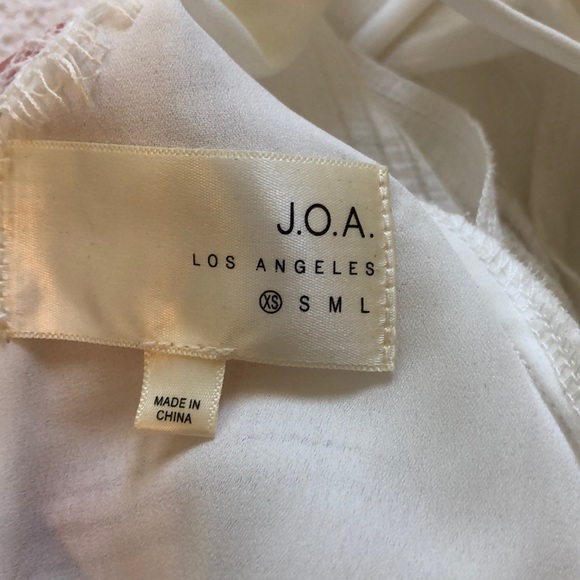 J.O.A.
LOS ANGELES
XS S M L
MADE IN
CHINA